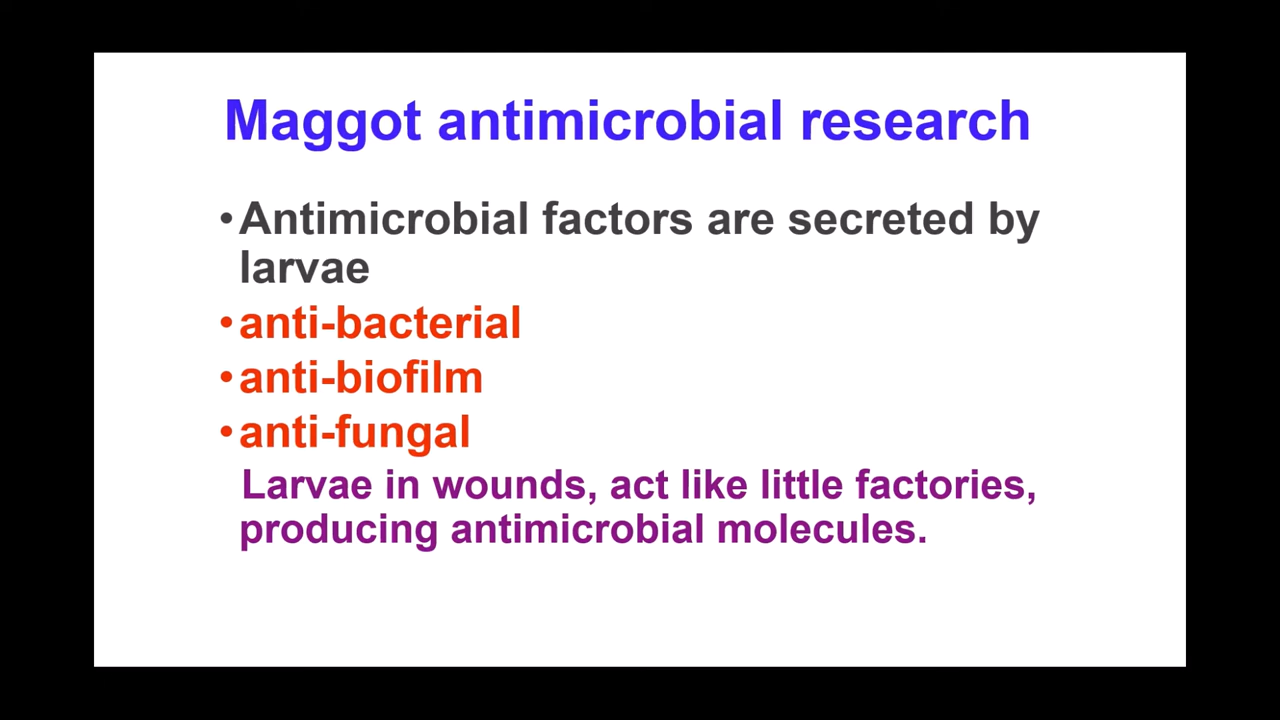 Maggot antimicrobial research
•Antimicrobial factors are secreted by
larvae
•anti-bacterial
•anti-biofilm
•anti-fungal
Larvae in wounds, act like little factories,
producing antimicrobial molecules.